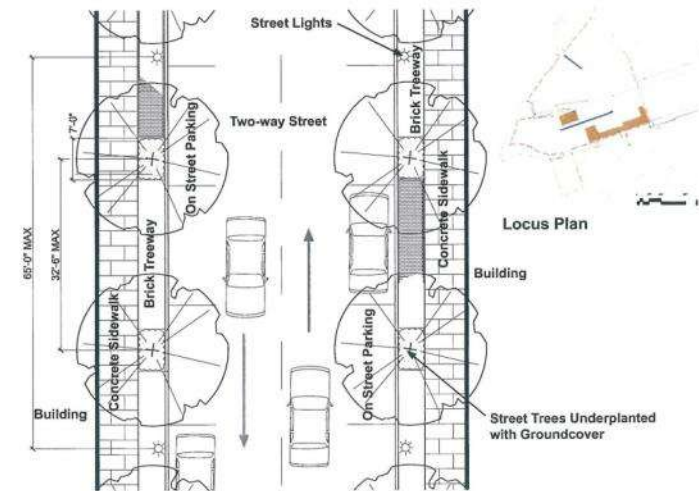 Street Lights
Brick Treeway
7'-0"
On Street Parking
Two-way Street
Concrete Sidewalk
Locus Plan
65'-0" MAX
32'-6" MAX
Brick Treeway
Building
Concrete Sidewalk
On Street Parking
Building
Street Trees Underplanted
with Groundcover